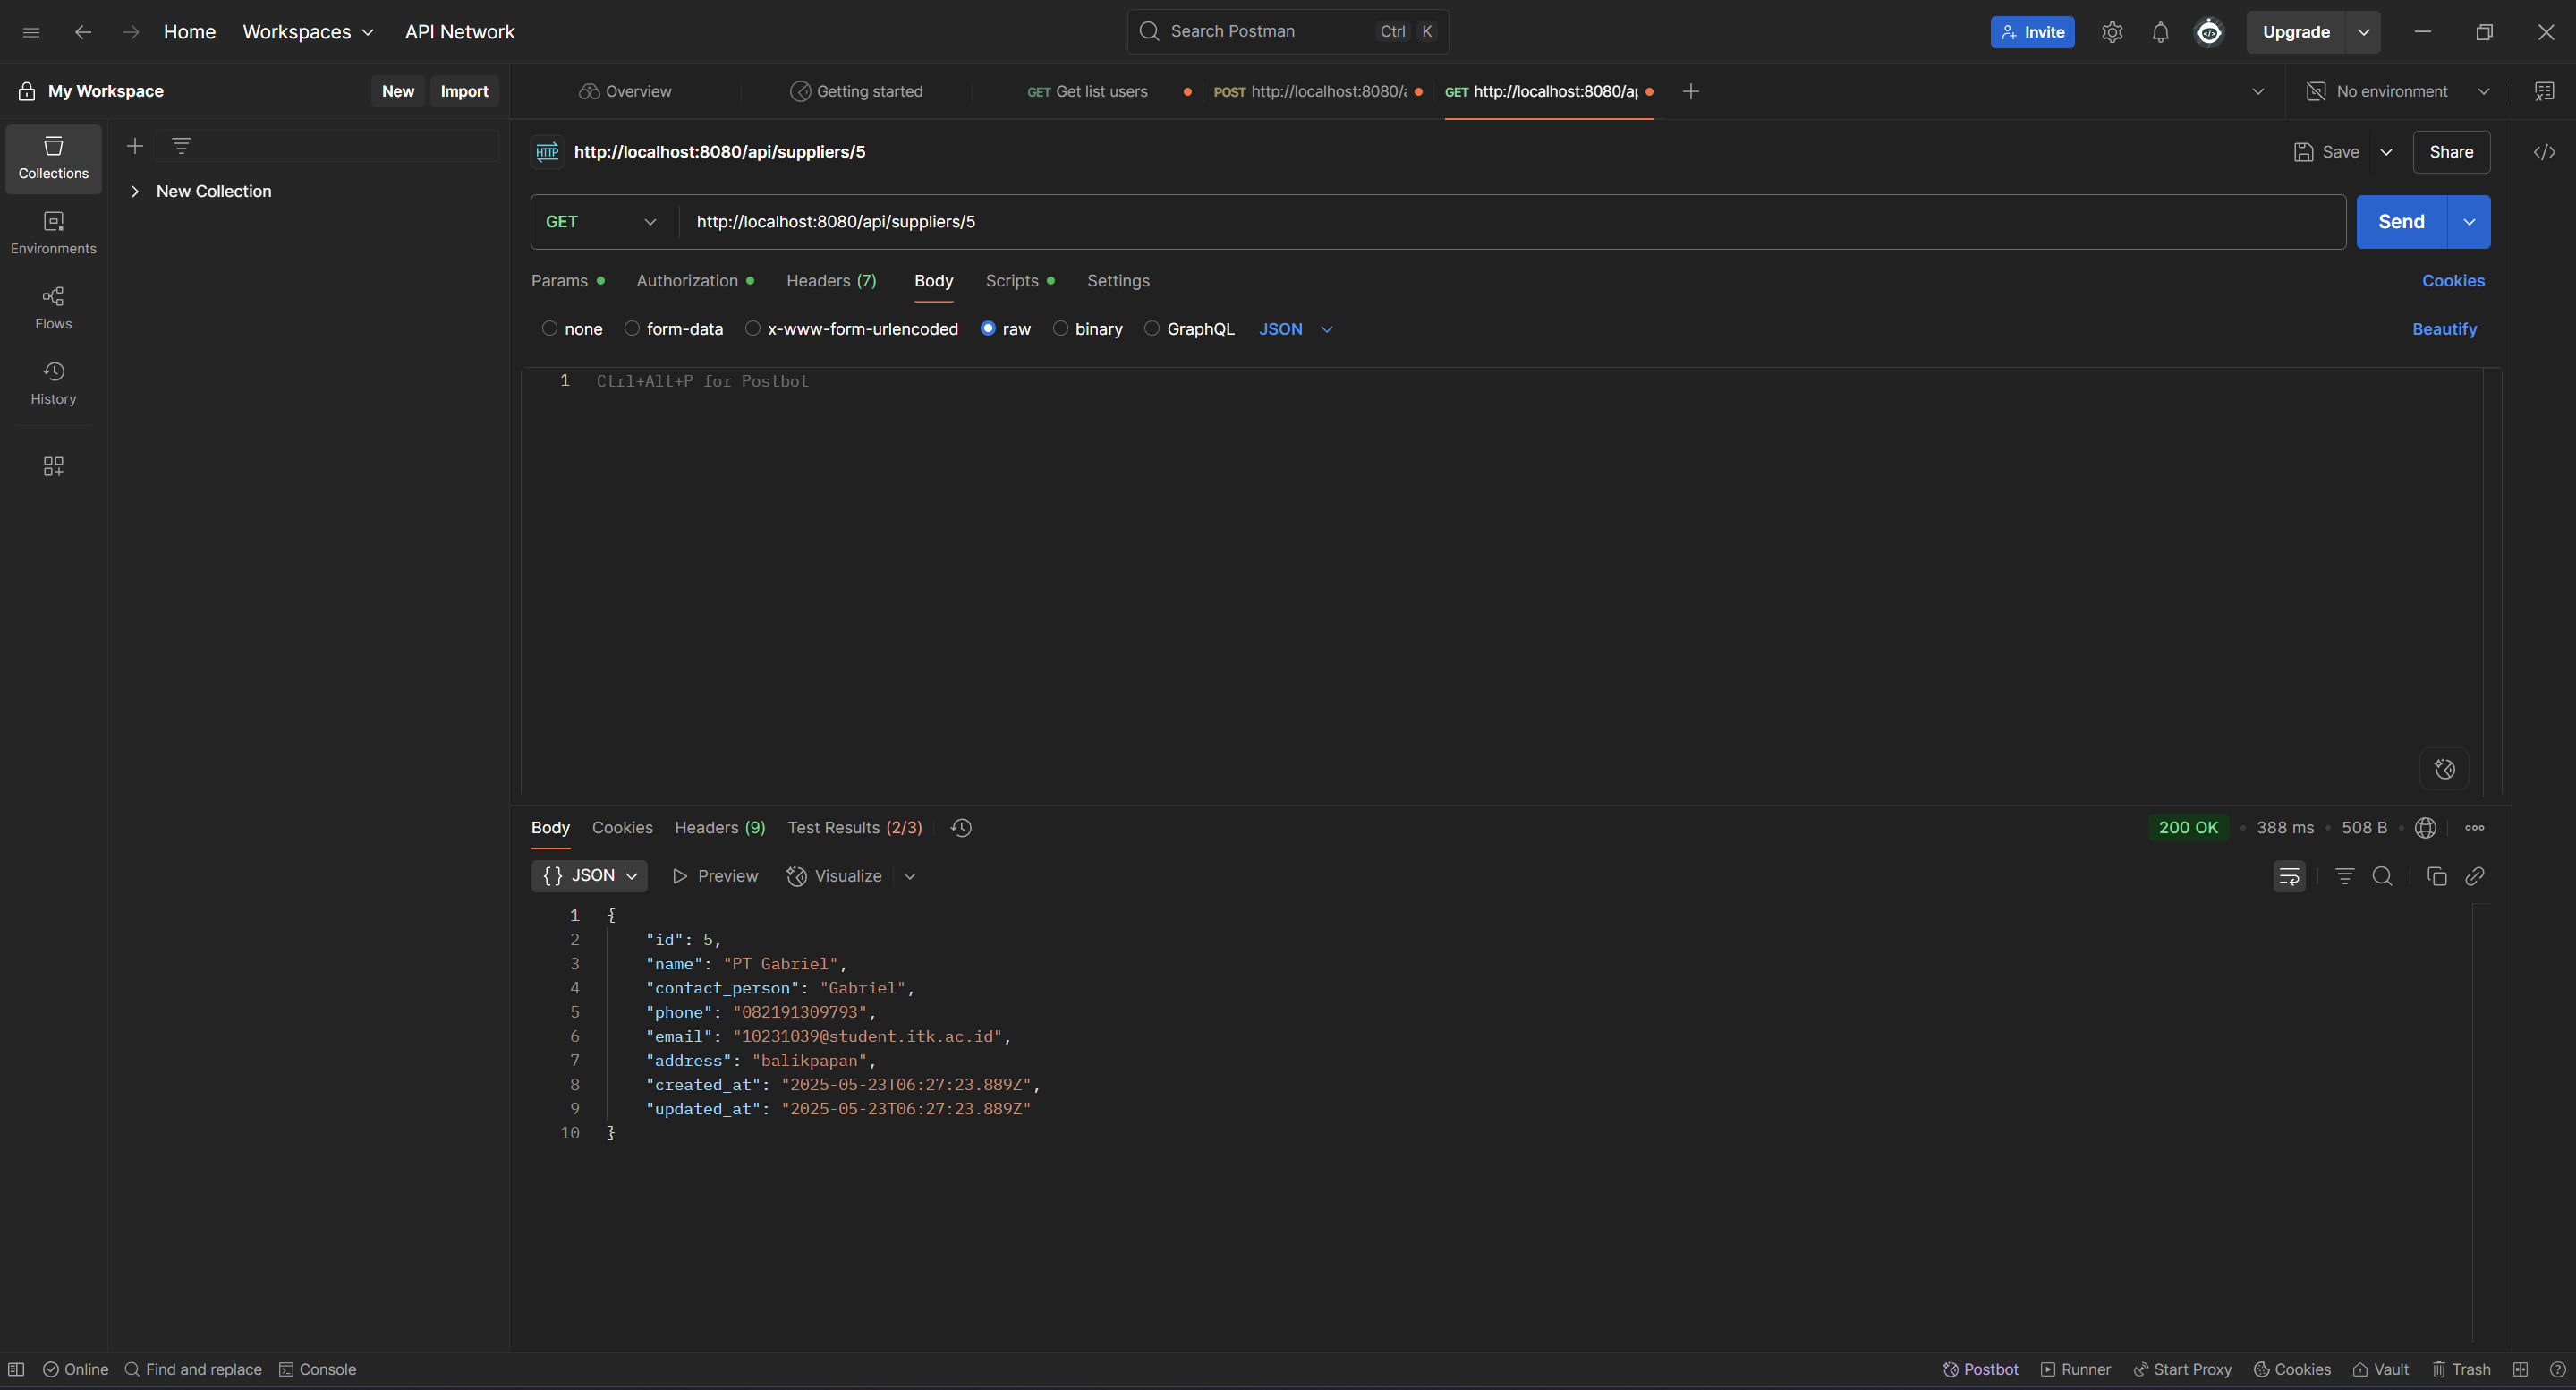 Home Workspaces API Network Search Postman Ctrl K Invite Upgrade
My Workspace New Import Overview Getting started GET Get list users POST http://localhost:8080/a GET http://localhost:8080/a No environment
Collections
New Collection
Environments
Flows
History
HTTP http://localhost:8080/api/suppliers/5 Save Share
GET http://localhost:8080/api/suppliers/5 Send
Params Authorization Headers (7) Body Scripts Settings Cookies
none form-data x-www-form-urlencoded raw binary GraphQL JSON Beautify
1 Ctrl+Alt+P for Postbot
Body Cookies Headers (9) Test Results (2/3) 200 OK 388 ms 508 B
{} JSON Preview Visualize
1 {
2 "id": 5,
3 "name": "PT Gabriel",
4 "contact_person": "Gabriel",
5 "phone": "082191309793",
6 "email": "10231039@student.itk.ac.id",
7 "address": "balikpapan",
8 "created_at": "2025-05-23T06:27:23.889Z",
9 "updated_at": "2025-05-23T06:27:23.889Z"
10 }
Online Find and replace Console Postbot Runner Start Proxy Cookies Vault Trash